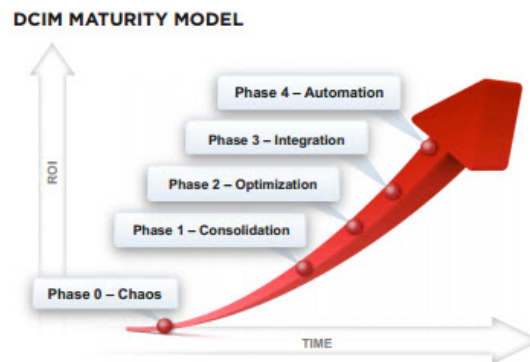 DCIM MATURITY MODEL
Phase 4 – Automation
Phase 3 – Integration
Phase 2 – Optimization
Phase 1 – Consolidation
Phase 0 – Chaos
ROI
TIME